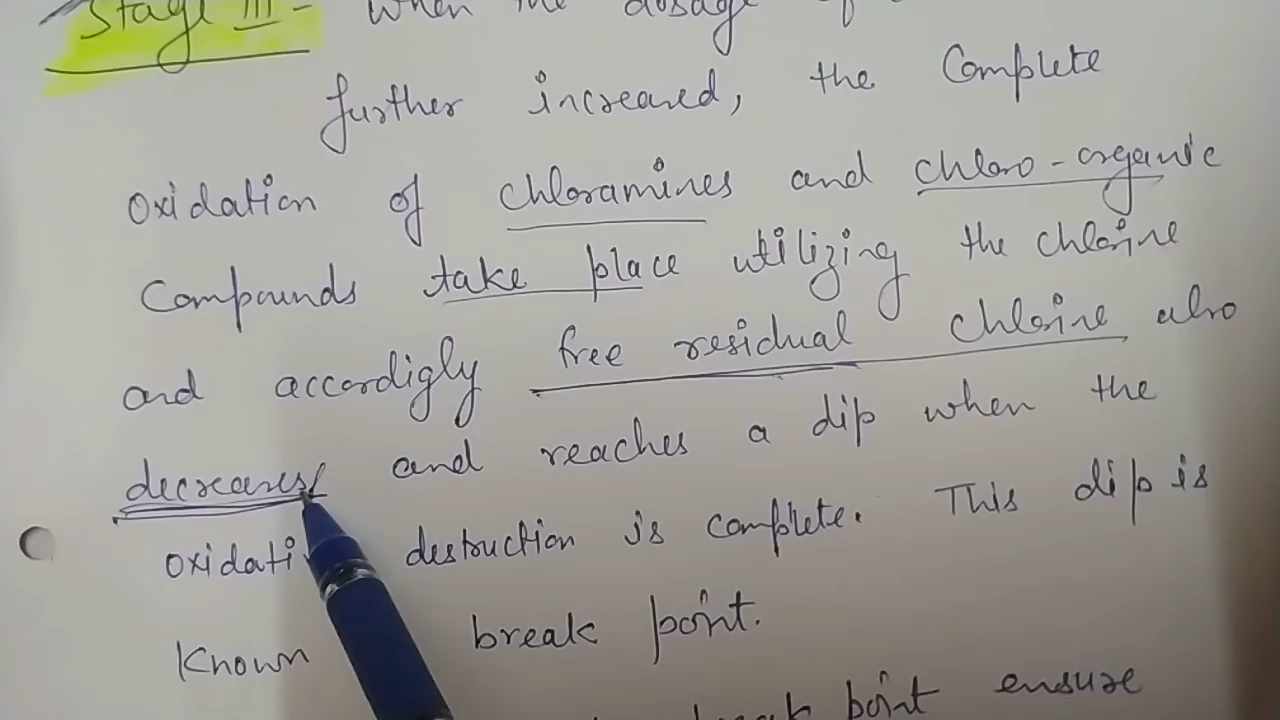 Stage III - When the dosage of
further increared, the Complete
oxidation of chloramines and chloro-organic
Compounds take place utilizing the chlorine
and accordigly free residual chlorine also
decreases and reaches a dip when the
oxidati destruction is complete. This dip is
Known break point.
break point ensure